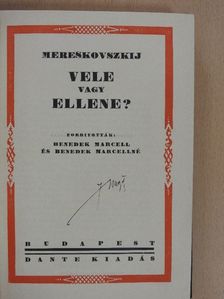 MERESKOVSZKIJ
VELE
VAGY
ELLENE?
FORDITOTTÁK:
BENEDEK MARCELL
ÉS BENEDEK MARCELLNÉ
BUDAPEST
DANTE KIADÁS